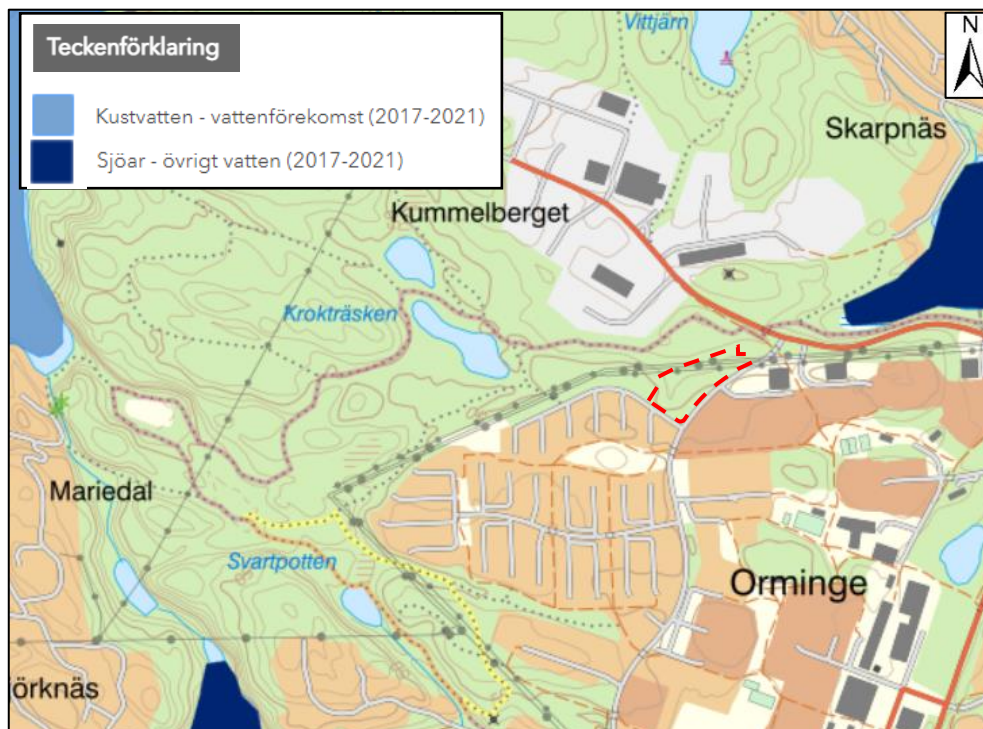 Teckenförklaring
Kustvatten - vattenförekomst (2017-2021)
Sjöar - övrigt vatten (2017-2021)
Vittjärn
N
Skarpnäs
Kummelberget
Krokträsken
Mariedal
Svartpotten
Orminge
örknäs